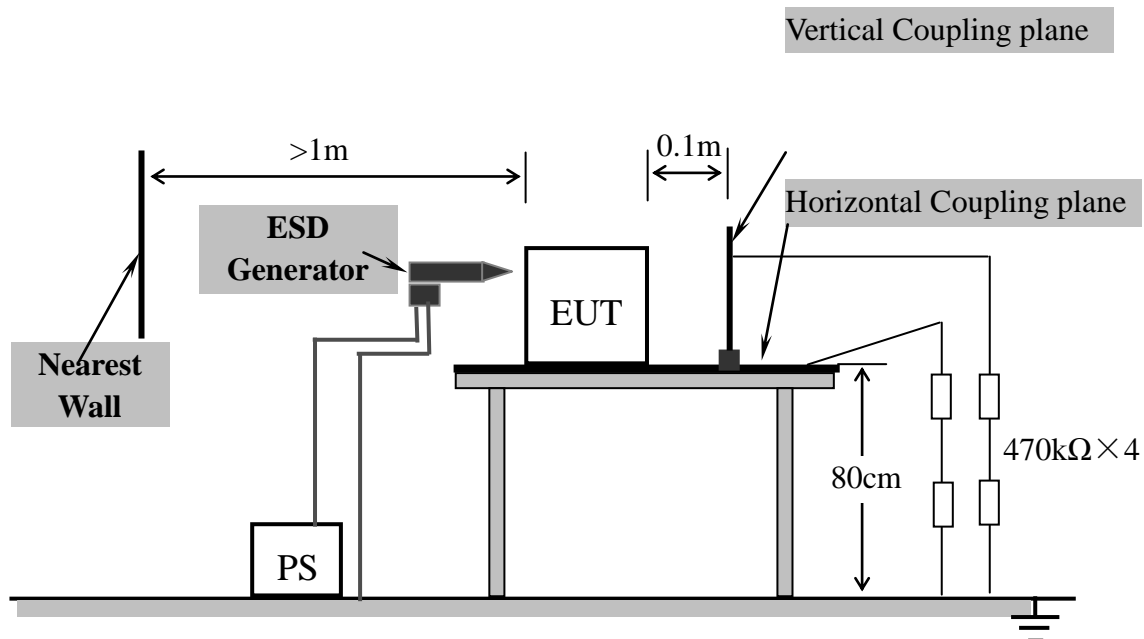 Vertical Coupling plane
>1m
0.1m
Horizontal Coupling plane
ESD
Generator
EUT
Nearest
Wall
470kΩ×4
80cm
PS